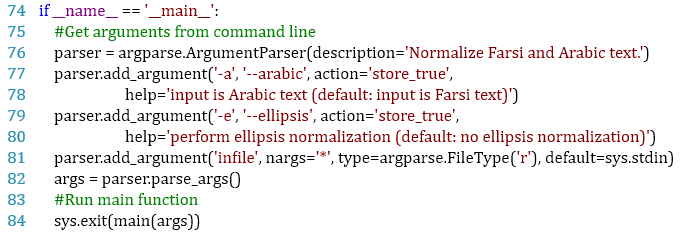 74 if __name__ == '__main__':
75 #Get arguments from command line
76 parser = argparse.ArgumentParser(description='Normalize Farsi and Arabic text.')
77 parser.add_argument('-a', '--arabic', action='store_true',
78 help='input is Arabic text (default: input is Farsi text)')
79 parser.add_argument('-e', '--ellipsis', action='store_true',
80 help='perform ellipsis normalization (default: no ellipsis normalization)')
81 parser.add_argument('infile', nargs='*', type=argparse.FileType('r'), default=sys.stdin)
82 args = parser.parse_args()
83 #Run main function
84 sys.exit(main(args))